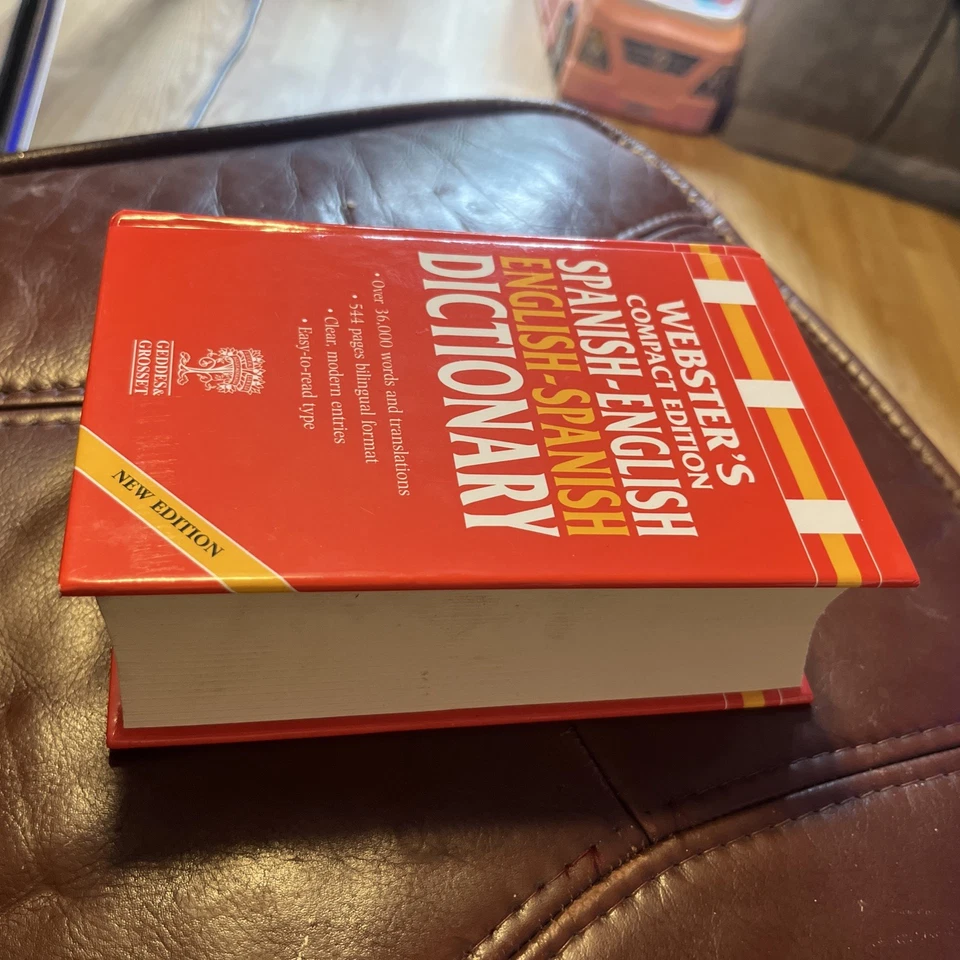 WEBSTER'S
COMPACT EDITION
SPANISH-ENGLISH
ENGLISH-SPANISH
DICTIONARY
• Over 36,000 words and translations
• 544 pages bilingual format
• Clear, modern entries
• Easy-to-read type
GEDDES &
GROSSET
NEW EDITION